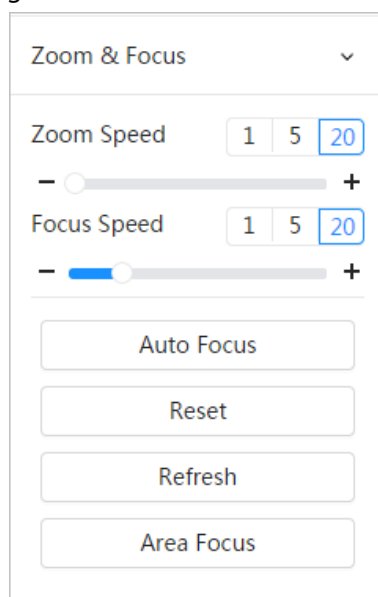 Zoom & Focus
Zoom Speed 1 5 20
− +
Focus Speed 1 5 20
− +
Auto Focus
Reset
Refresh
Area Focus